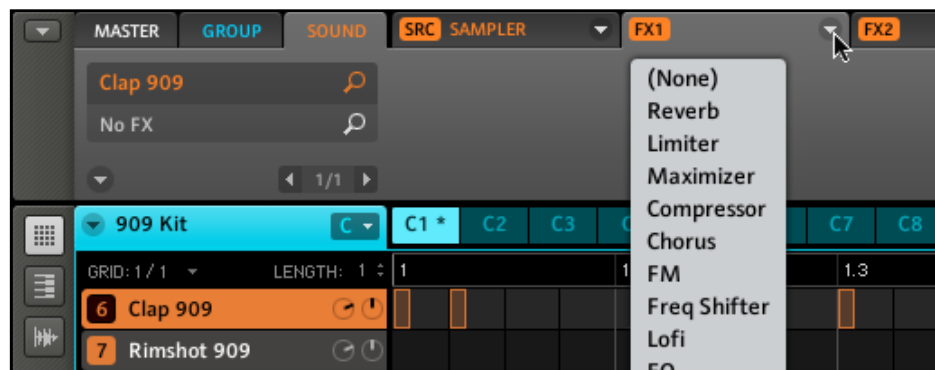 MASTER GROUP SOUND SRC SAMPLER FX1 FX2
Clap 909
No FX
1/1
(None)
Reverb
Limiter
Maximizer
Compressor
Chorus
FM
Freq Shifter
Lofi
909 Kit C C1 * C2 C3 C7 C8
GRID: 1 / 1 LENGTH: 1 1 1.3
6 Clap 909
7 Rimshot 909